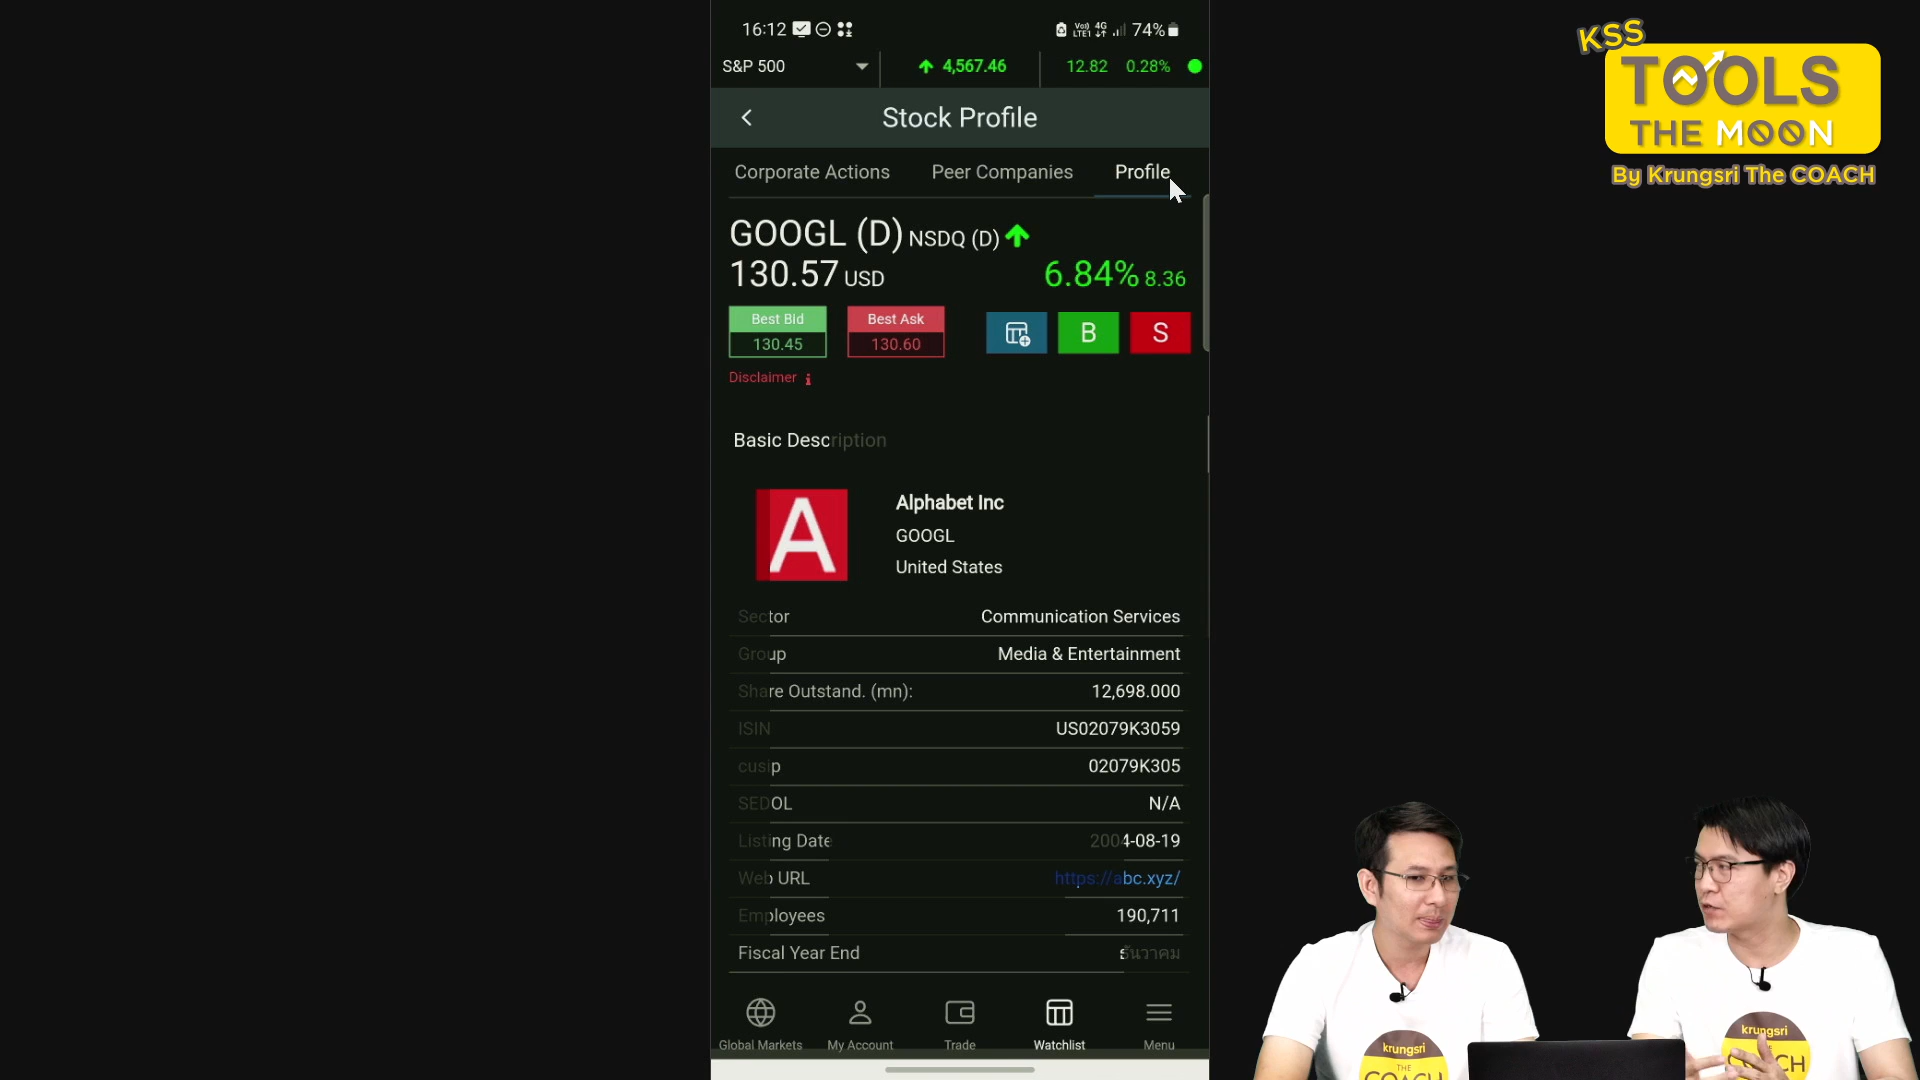 16:12 74%
S&P 500 4,567.46 12.82 0.28%
Stock Profile
Corporate Actions Peer Companies Profile
GOOGL (D) NSDQ (D)
130.57 USD 6.84% 8.36
Best Bid Best Ask
130.45 130.60
B S
Disclaimer
Basic Description
A
Alphabet Inc
GOOGL
United States
Sector Communication Services
Group Media & Entertainment
Share Outstand. (mn): 12,698.000
ISIN US02079K3059
cusip 02079K305
SEDOL N/A
Listing Date 2004-08-19
Web URL https://abc.xyz/
Employees 190,711
Fiscal Year End ธันวาคม
Global Markets My Account Trade Watchlist Menu
KSS
TOOLS
THE MOON
By Krungsri The COACH
krungsri
THE
COACH
krungsri
THE
COACH